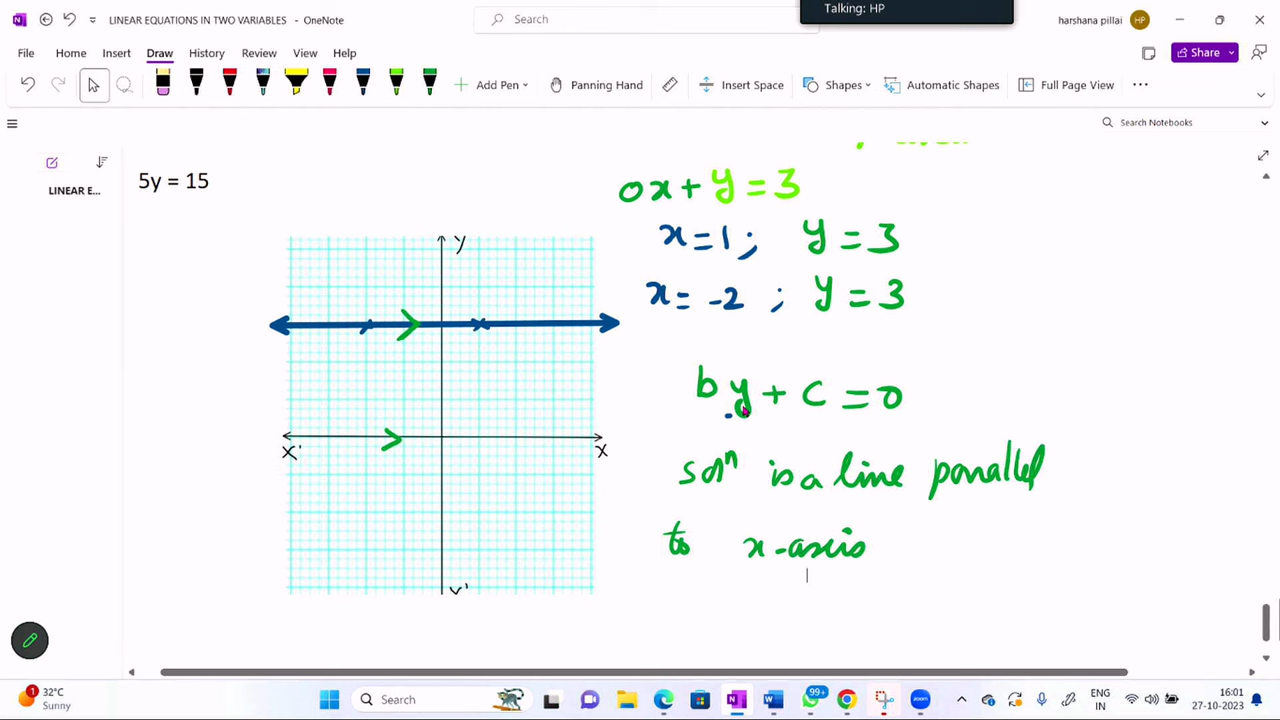 Talking: HP
LINEAR EQUATIONS IN TWO VARIABLES - OneNote
Search
harshana pillai
HP
File Home Insert Draw History Review View Help
Share
Add Pen
Panning Hand
Insert Space
Shapes
Automatic Shapes
Full Page View
Search Notebooks
LINEAR E...
5y = 15
0x + y = 3
x = 1 ; y = 3
x = -2 ; y = 3
by + c = 0
solⁿ is a line parallel
to x-axis
y
x'
x
1
32°C
Sunny
Search
99+
ENG
IN
16:01
27-10-2023